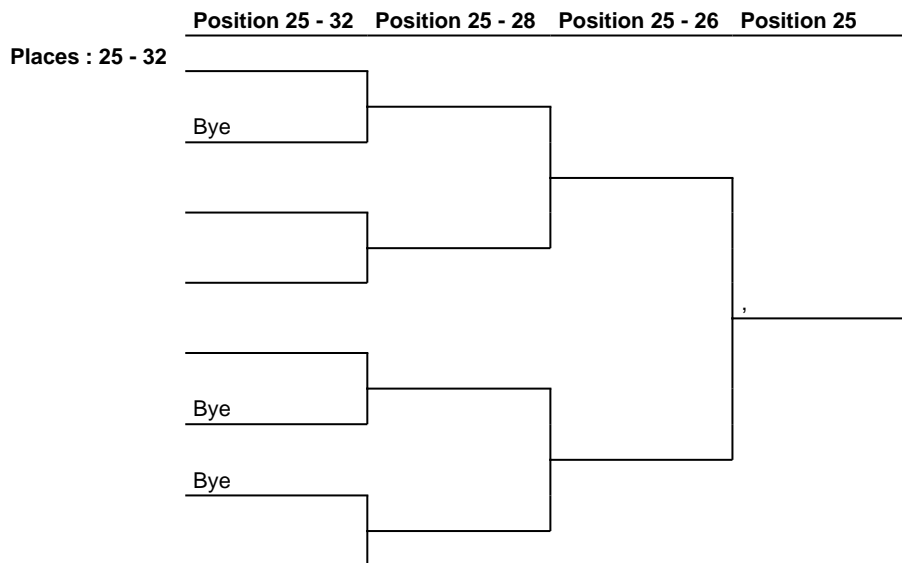 Position 25 - 32 Position 25 - 28 Position 25 - 26 Position 25
Places : 25 - 32
Bye
,
Bye
Bye